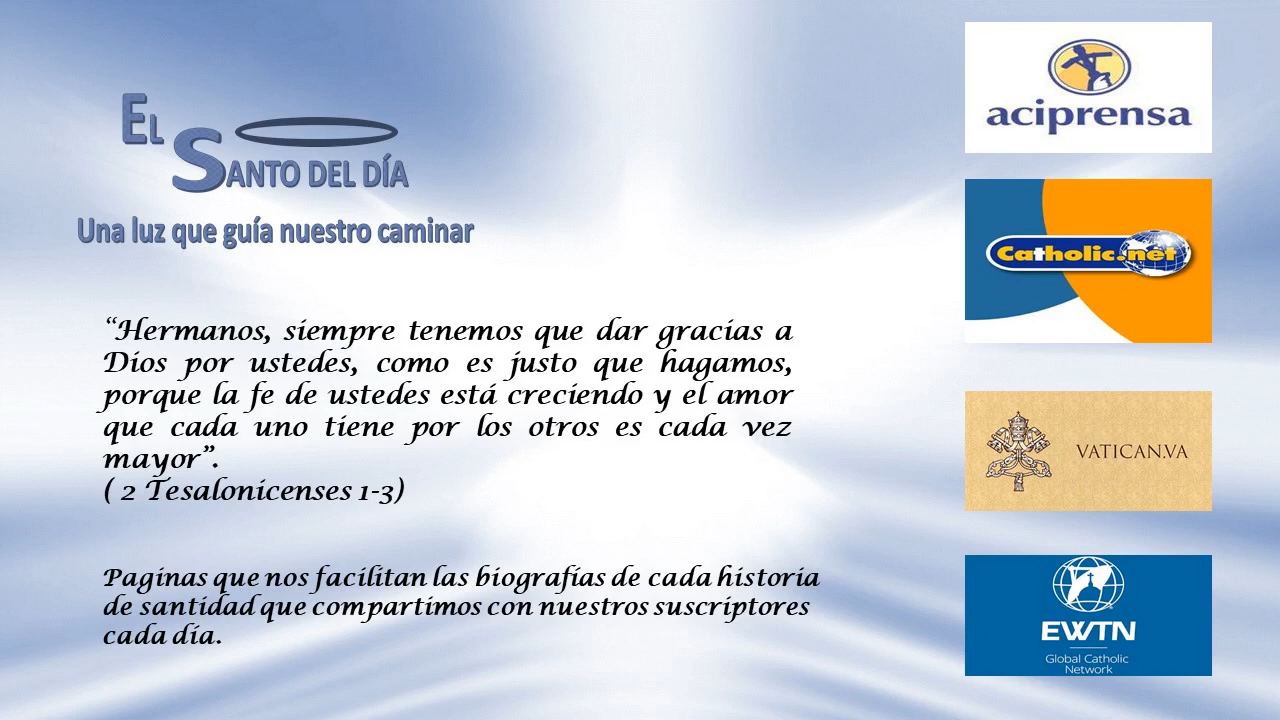 EL
SANTO DEL DÍA
Una luz que guía nuestro caminar
“Hermanos, siempre tenemos que dar gracias a
Dios por ustedes, como es justo que hagamos,
porque la fe de ustedes está creciendo y el amor
que cada uno tiene por los otros es cada vez
mayor”.
( 2 Tesalonicenses 1-3)
Paginas que nos facilitan las biografías de cada historia
de santidad que compartimos con nuestros suscriptores
cada día.
aciprensa
Catholic.net
VATICAN.VA
EWTN
Global Catholic
Network